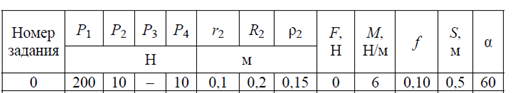 Номер задания P₁ P₂ P₃ P₄ r₂ R₂ ρ₂ F, Н M, Н/м f S, м α
Н м
0 200 10 – 10 0,1 0,2 0,15 0 6 0,10 0,5 60